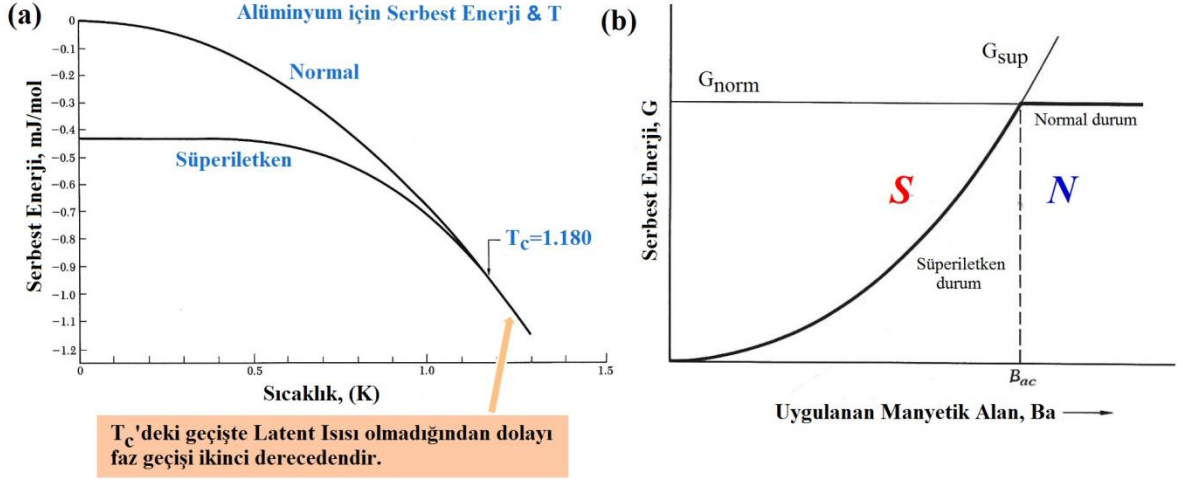 (a)
Alüminyum için Serbest Enerji & T
Serbest Enerji, mJ/mol
0
−0.1
−0.2
−0.3
−0.4
−0.5
−0.6
−0.7
−0.8
−0.9
−1.0
−1.1
−1.2
Normal
Süperiletken
Tc=1.180
0
0.5
1.0
1.5
Sıcaklık, (K)
Tc'deki geçişte Latent Isısı olmadığından dolayı
faz geçişi ikinci derecedendir.
(b)
Serbest Enerji, G
Gnorm
Gsup
Normal durum
S
N
Süperiletken
durum
Bac
Uygulanan Manyetik Alan, Ba